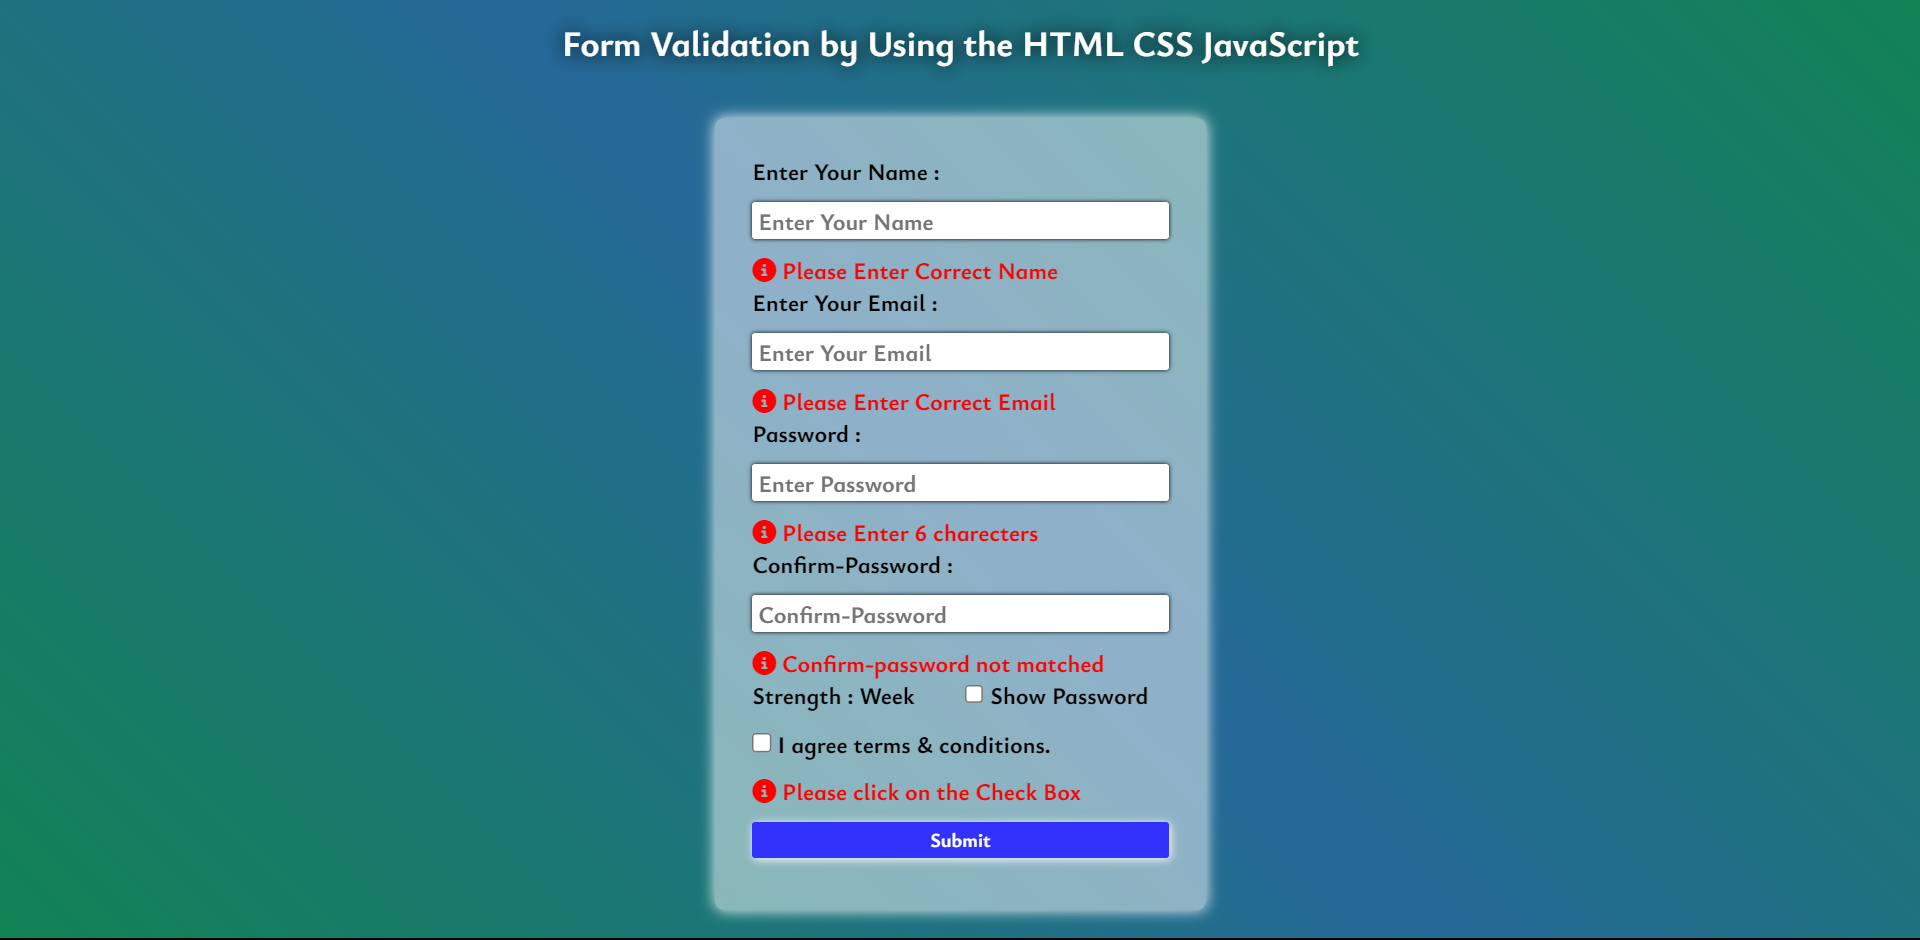 Form Validation by Using the HTML CSS JavaScript
Enter Your Name :
Enter Your Name
Please Enter Correct Name
Enter Your Email :
Enter Your Email
Please Enter Correct Email
Password :
Enter Password
Please Enter 6 charecters
Confirm-Password :
Confirm-Password
Confirm-password not matched
Strength : Week Show Password
I agree terms & conditions.
Please click on the Check Box
Submit